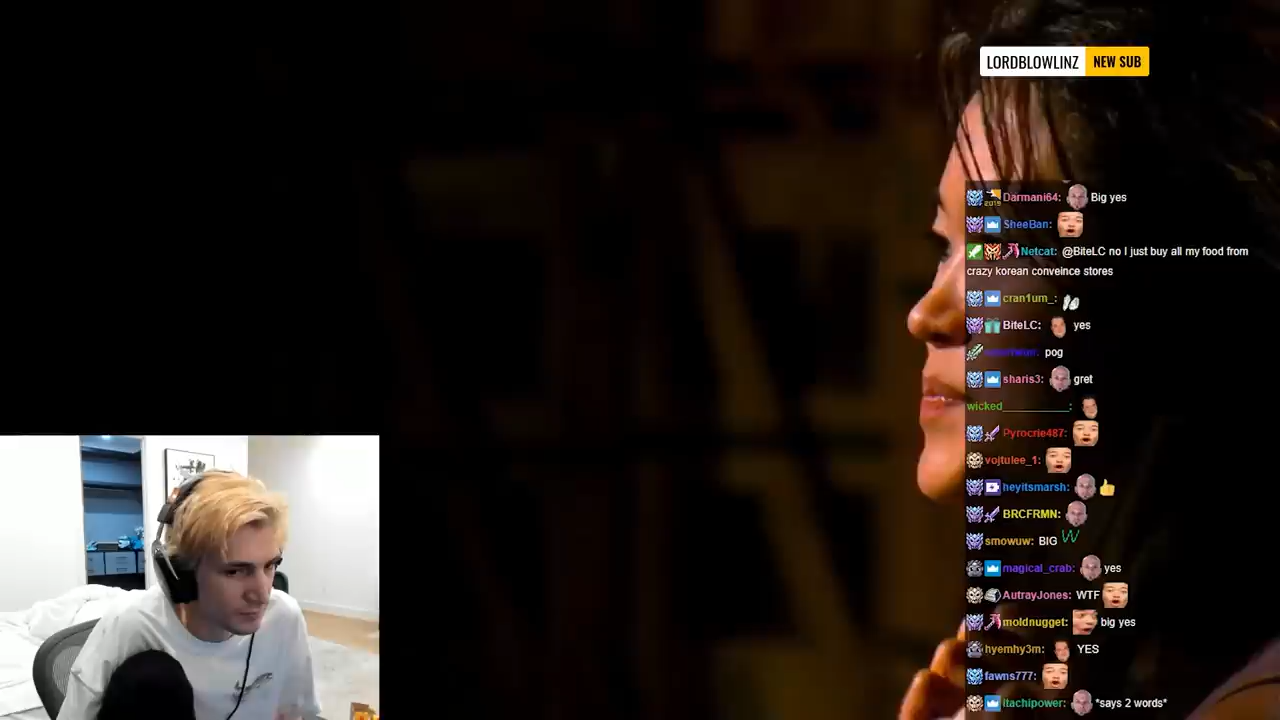 LORDBLOWLINZ NEW SUB
Darmani64: Big yes
SheeBan:
Netcat: @BiteLC no I just buy all my food from
crazy korean conveince stores
cran1um_:
BiteLC: yes
pog
sharis3: gret
wicked__________:
Pyrocrie487:
vojtulee_1:
heyitsmarsh:
BRCFRMN:
smowuw: BIG W
magical_crab: yes
AutrayJones: WTF
moldnugget: big yes
hyemhy3m: YES
fawns777:
itachipower: *says 2 words*